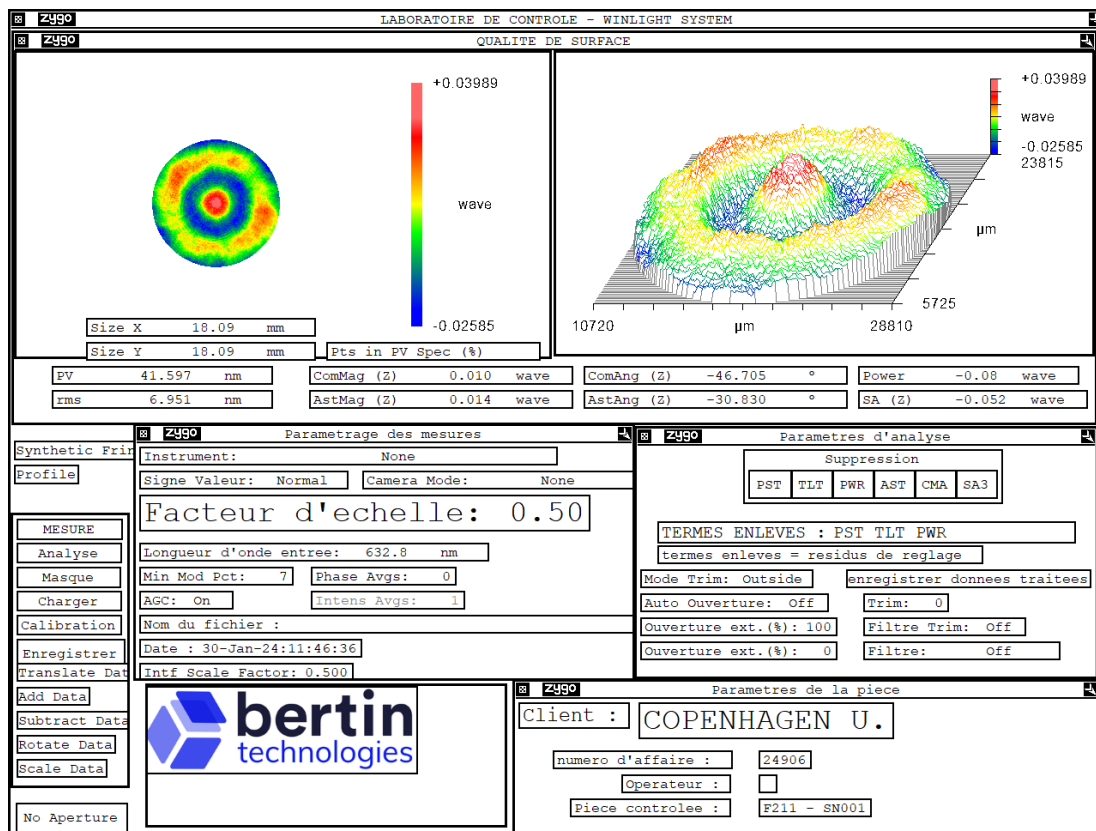 zygo LABORATOIRE DE CONTROLE - WINLIGHT SYSTEM
zygo QUALITE DE SURFACE
+0.03989
wave
-0.02585
Size X 18.09 mm
Size Y 18.09 mm
Pts in PV Spec (%)
+0.03989
wave
-0.02585
23815
µm
5725
10720 µm 28810
PV 41.597 nm
ComMag (Z) 0.010 wave
ComAng (Z) -46.705 °
Power -0.08 wave
rms 6.951 nm
AstMag (Z) 0.014 wave
AstAng (Z) -30.830 °
SA (Z) -0.052 wave
Synthetic Frin
Profile
MESURE
Analyse
Masque
Charger
Calibration
Enregistrer
Translate Dat
Add Data
Subtract Data
Rotate Data
Scale Data
No Aperture
zygo Parametrage des mesures
Instrument: None
Signe Valeur: Normal
Camera Mode: None
Facteur d'echelle: 0.50
Longueur d'onde entree: 632.8 nm
Min Mod Pct: 7
Phase Avgs: 0
AGC: On
Intens Avgs: 1
Nom du fichier :
Date : 30-Jan-24:11:46:36
Intf Scale Factor: 0.500
zygo Parametres d'analyse
Suppression
PST TLT PWR AST CMA SA3
TERMES ENLEVES : PST TLT PWR
termes enleves = residus de reglage
Mode Trim: Outside
enregistrer donnees traitees
Auto Ouverture: Off
Trim: 0
Ouverture ext.(%): 100
Filtre Trim: Off
Ouverture ext.(%): 0
Filtre: Off
bertin
technologies
zygo Parametres de la piece
Client : COPENHAGEN U.
numero d'affaire : 24906
Operateur :
Piece controlee : F211 - SN001